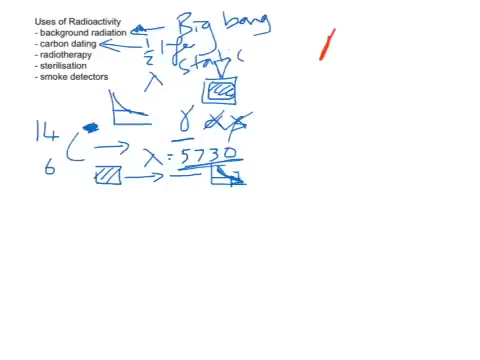 Uses of Radioactivity
- background radiation
- carbon dating
- radiotherapy
- sterilisation
- smoke detectors
Big bang
1/2 life
static
λ
γ α β
14
6
C
λ = 5730